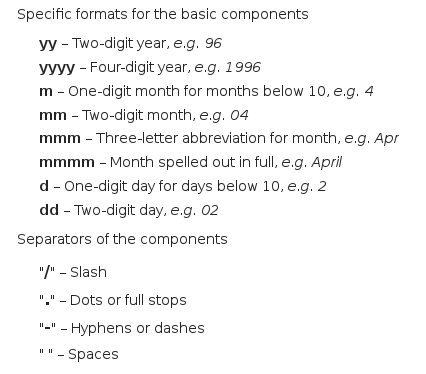 Specific formats for the basic components
yy – Two-digit year, e.g. 96
yyyy – Four-digit year, e.g. 1996
m – One-digit month for months below 10, e.g. 4
mm – Two-digit month, e.g. 04
mmm – Three-letter abbreviation for month, e.g. Apr
mmmm – Month spelled out in full, e.g. April
d – One-digit day for days below 10, e.g. 2
dd – Two-digit day, e.g. 02
Separators of the components
"/" – Slash
"." – Dots or full stops
"-" – Hyphens or dashes
" " – Spaces